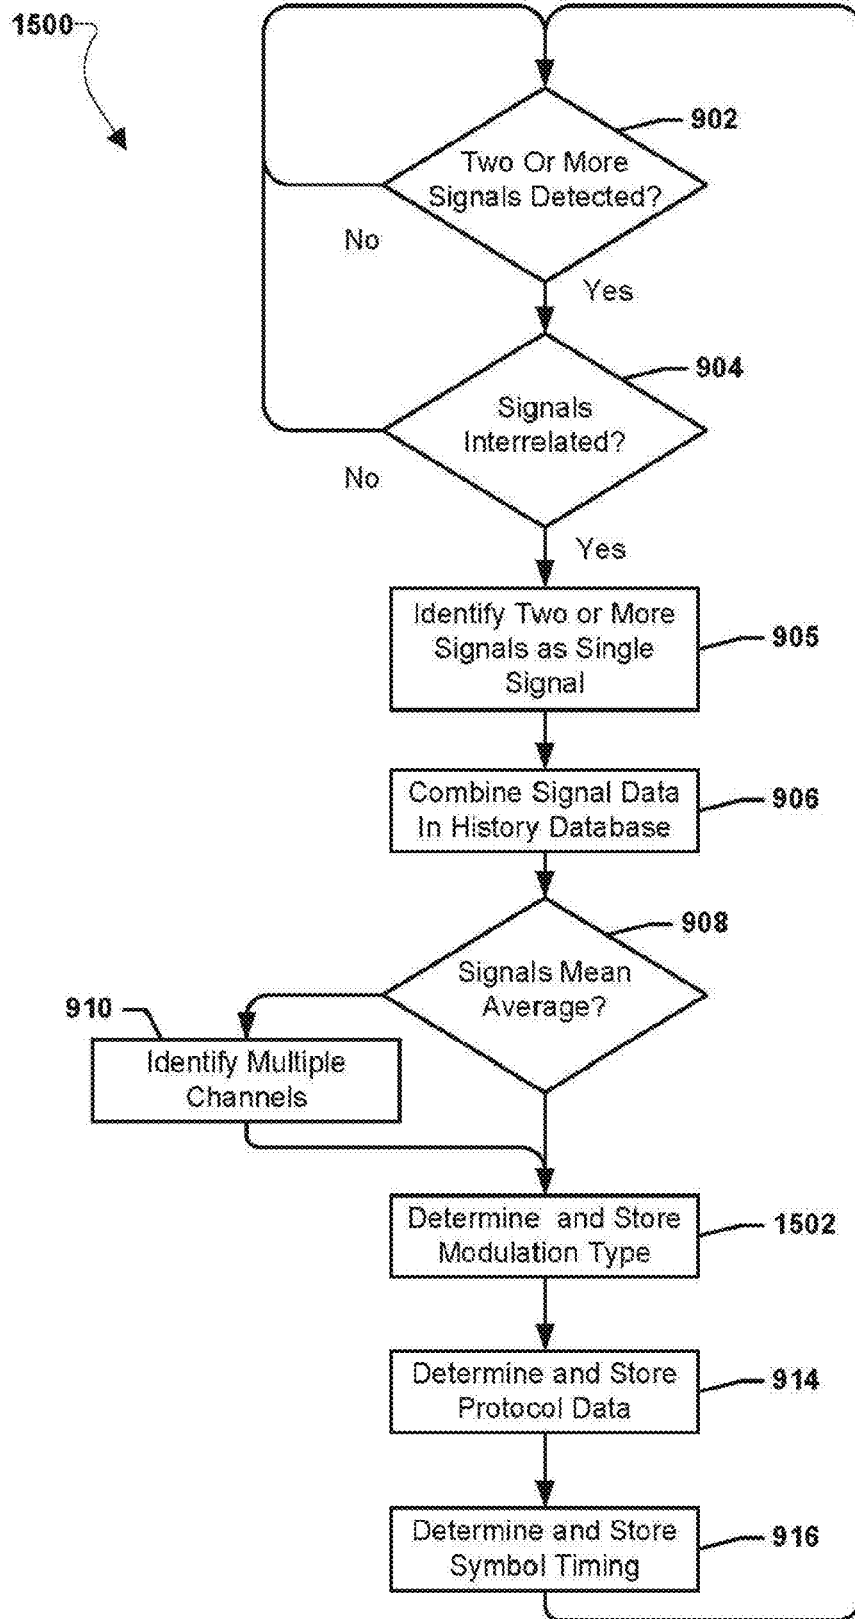 1500
902
Two Or More
Signals Detected?
No
Yes
904
Signals
Interrelated?
No
Yes
Identify Two or More
Signals as Single
Signal
905
Combine Signal Data
In History Database
906
908
Signals Mean
Average?
910
Identify Multiple
Channels
Determine and Store
Modulation Type
1502
Determine and Store
Protocol Data
914
Determine and Store
Symbol Timing
916